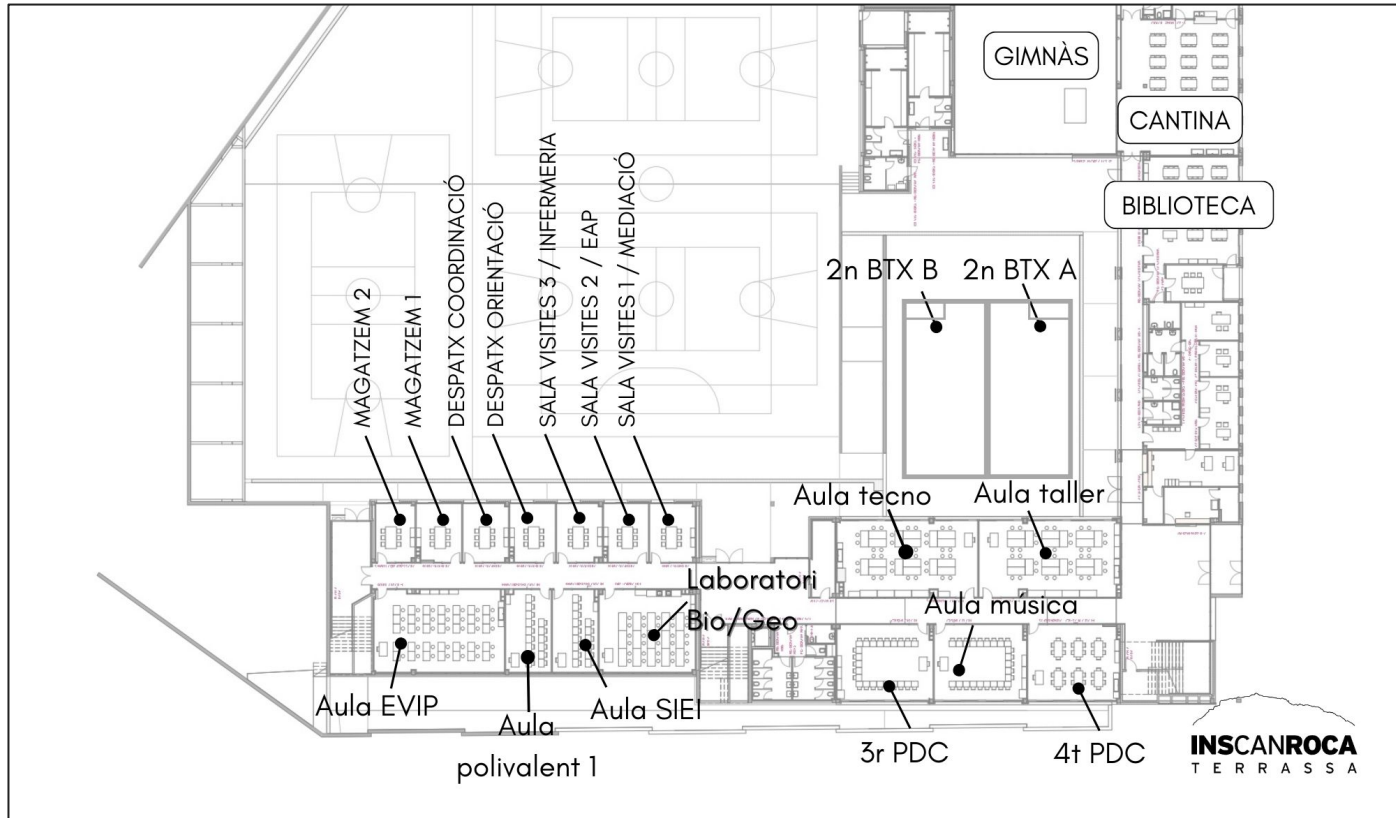 GIMNÀS
CANTINA
BIBLIOTECA
MAGATZEM 2
MAGATZEM 1
DESPATX COORDINACIÓ
DESPATX ORIENTACIÓ
SALA VISITES 3 / INFERMERIA
SALA VISITES 2 / EAP
SALA VISITES 1 / MEDIACIÓ
2n BTX B
2n BTX A
Aula tecno
Aula taller
Laboratori
Bio/Geo
Aula música
Aula EVIP
Aula
polivalent 1
Aula SIEI
3r PDC
4t PDC
INSCANROCA
TERRASSA